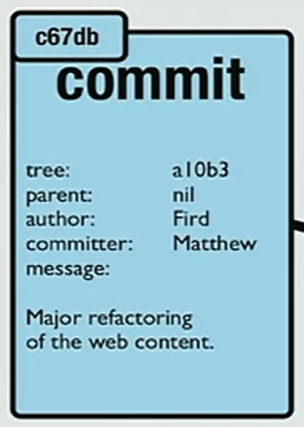 c67db
commit
tree: a10b3
parent: nil
author: Fird
committer: Matthew
message:
Major refactoring
of the web content.